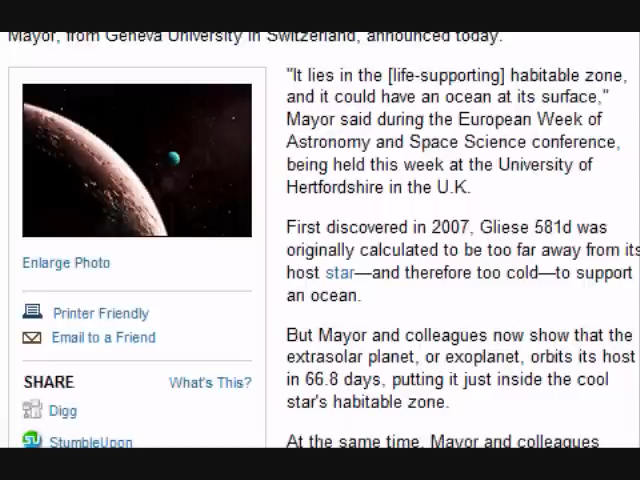 Mayor, from Geneva University in Switzerland, announced today.
"It lies in the [life-supporting] habitable zone,
and it could have an ocean at its surface,"
Mayor said during the European Week of
Astronomy and Space Science conference,
being held this week at the University of
Hertfordshire in the U.K.
Enlarge Photo
Printer Friendly
Email to a Friend
SHARE
What's This?
Digg
StumbleUpon
First discovered in 2007, Gliese 581d was
originally calculated to be too far away from its
host star—and therefore too cold—to support
an ocean.
But Mayor and colleagues now show that the
extrasolar planet, or exoplanet, orbits its host
in 66.8 days, putting it just inside the cool
star's habitable zone.
At the same time, Mayor and colleagues